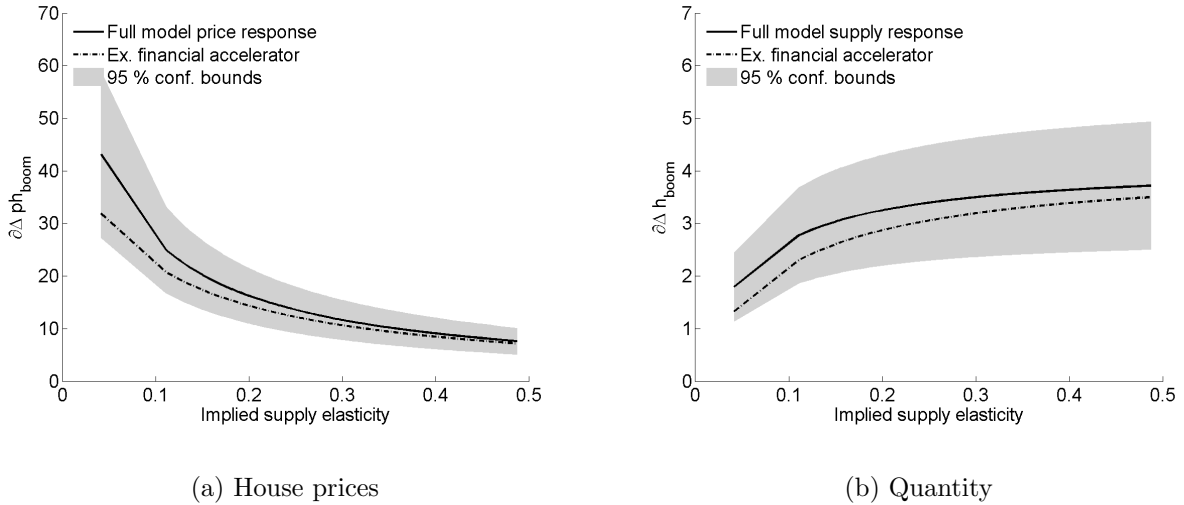 70
60
50
40
30
20
10
0
∂Δ ph_boom
Full model price response
Ex. financial accelerator
95 % conf. bounds
0 0.1 0.2 0.3 0.4 0.5
Implied supply elasticity
(a) House prices
7
6
5
4
3
2
1
0
∂Δ h_boom
Full model supply response
Ex. financial accelerator
95 % conf. bounds
0 0.1 0.2 0.3 0.4 0.5
Implied supply elasticity
(b) Quantity